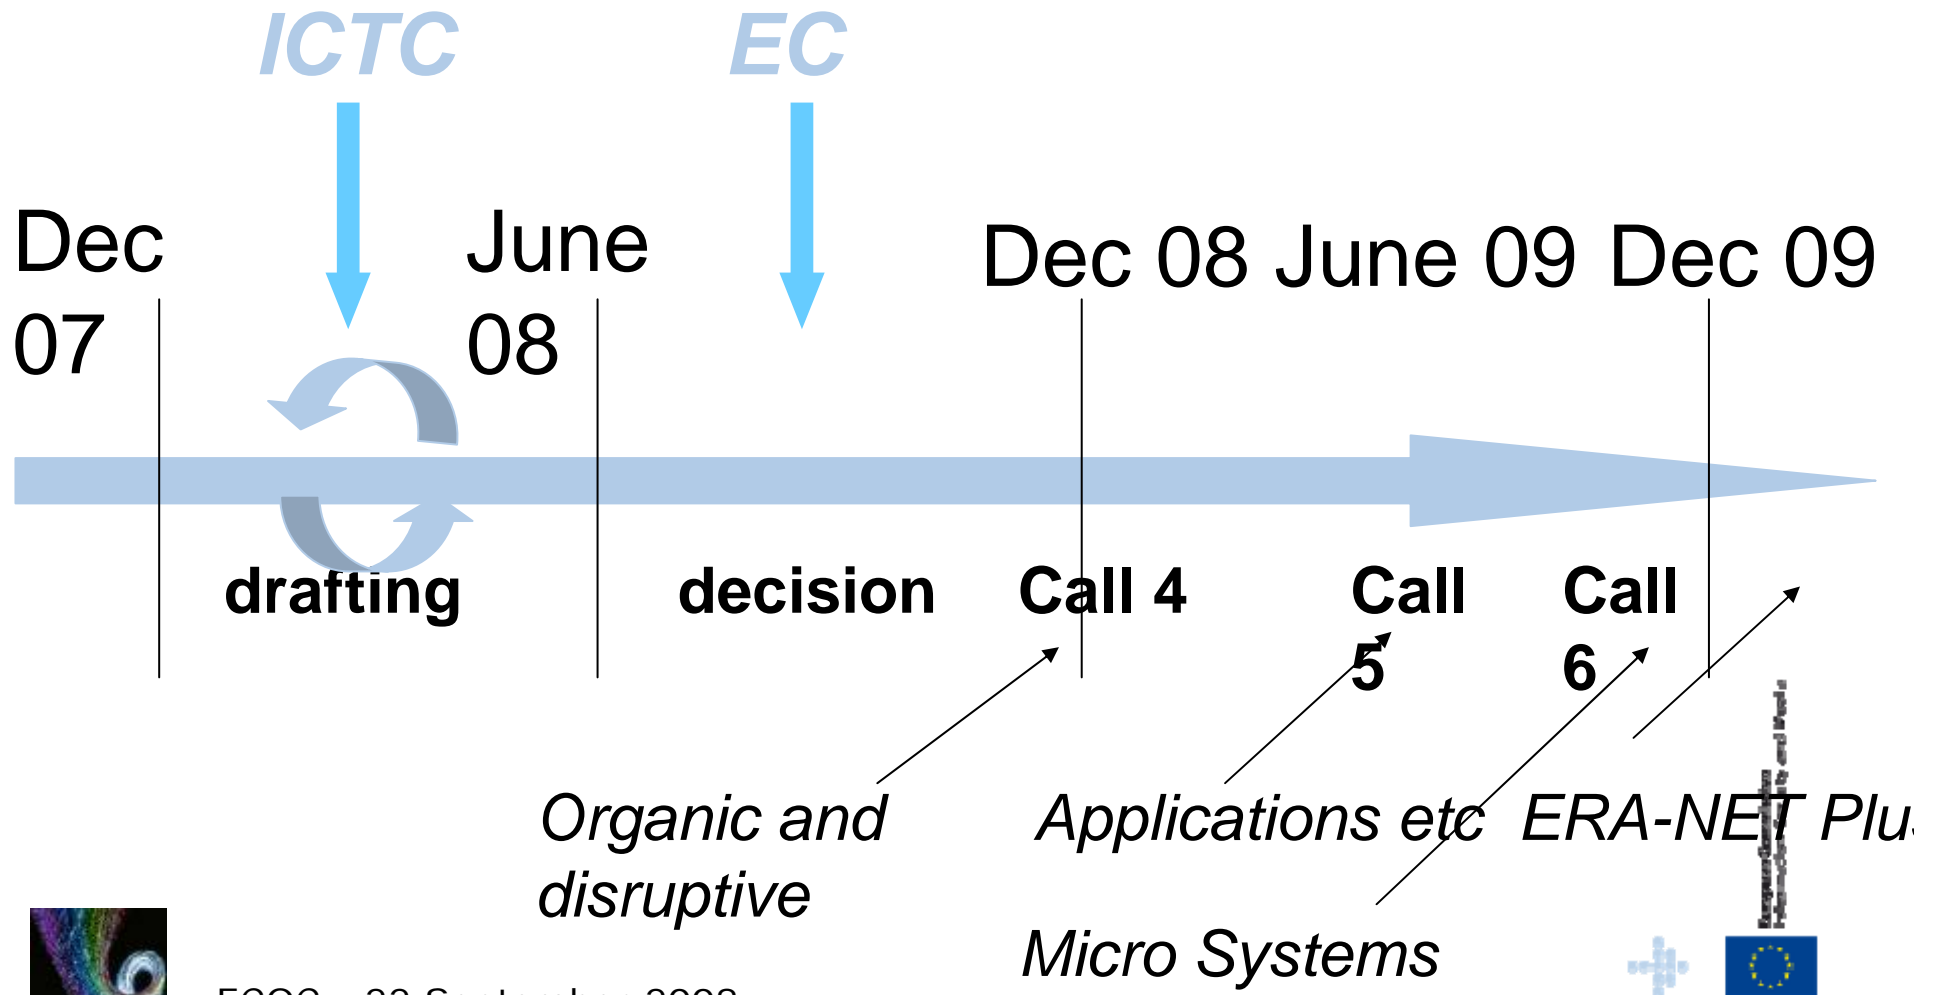 ICTC EC
Dec
07
June
08
Dec 08 June 09 Dec 09
drafting decision Call 4
Call
5
Call
6
Organic and
disruptive
Applications etc
ERA-NET Plu
Micro Systems